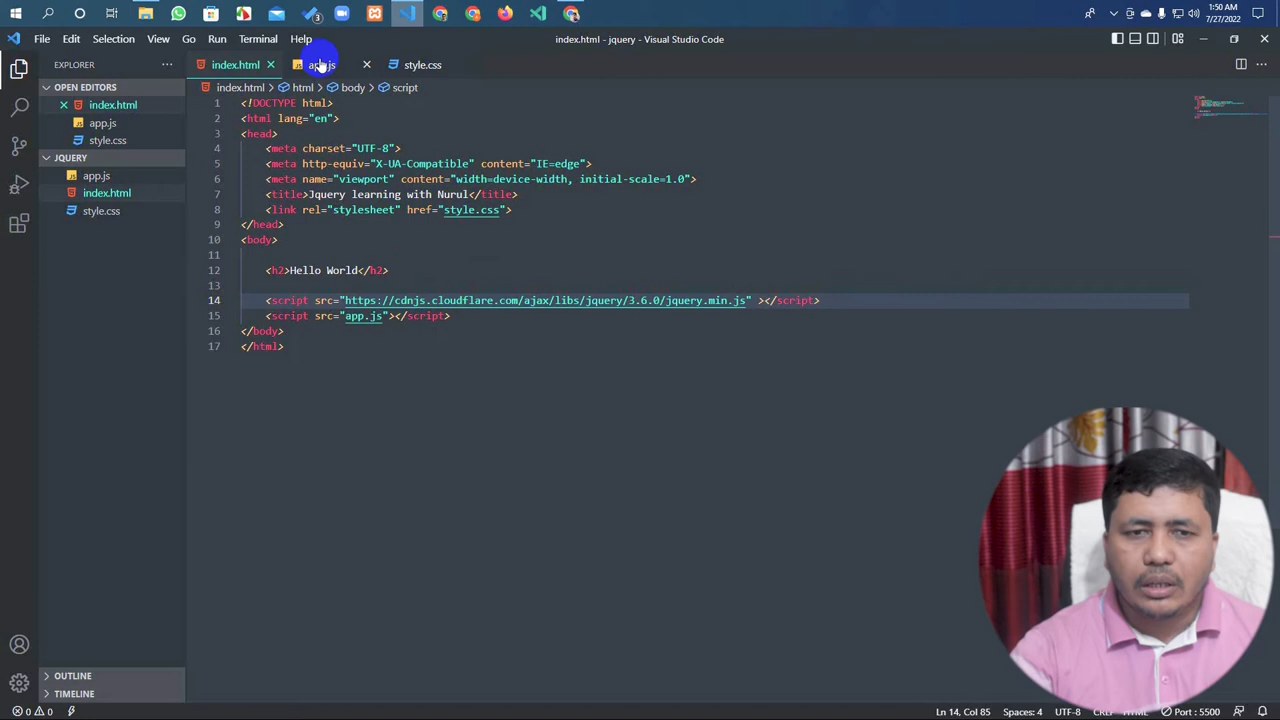 3
1:50 AM
7/27/2022
File Edit Selection View Go Run Terminal Help
index.html - jquery - Visual Studio Code
EXPLORER
index.html
app.js
style.css
OPEN EDITORS
index.html > html > body > script
index.html
app.js
style.css
JQUERY
app.js
index.html
style.css
1 <!DOCTYPE html>
2 <html lang="en">
3 <head>
4 <meta charset="UTF-8">
5 <meta http-equiv="X-UA-Compatible" content="IE=edge">
6 <meta name="viewport" content="width=device-width, initial-scale=1.0">
7 <title>Jquery learning with Nurul</title>
8 <link rel="stylesheet" href="style.css">
9 </head>
10 <body>
11
12 <h2>Hello World</h2>
13
14 <script src="https://cdnjs.cloudflare.com/ajax/libs/jquery/3.6.0/jquery.min.js" ></script>
15 <script src="app.js"></script>
16 </body>
17 </html>
OUTLINE
TIMELINE
0 0
Ln 14, Col 85 Spaces: 4 UTF-8 CRLF HTML Port : 5500